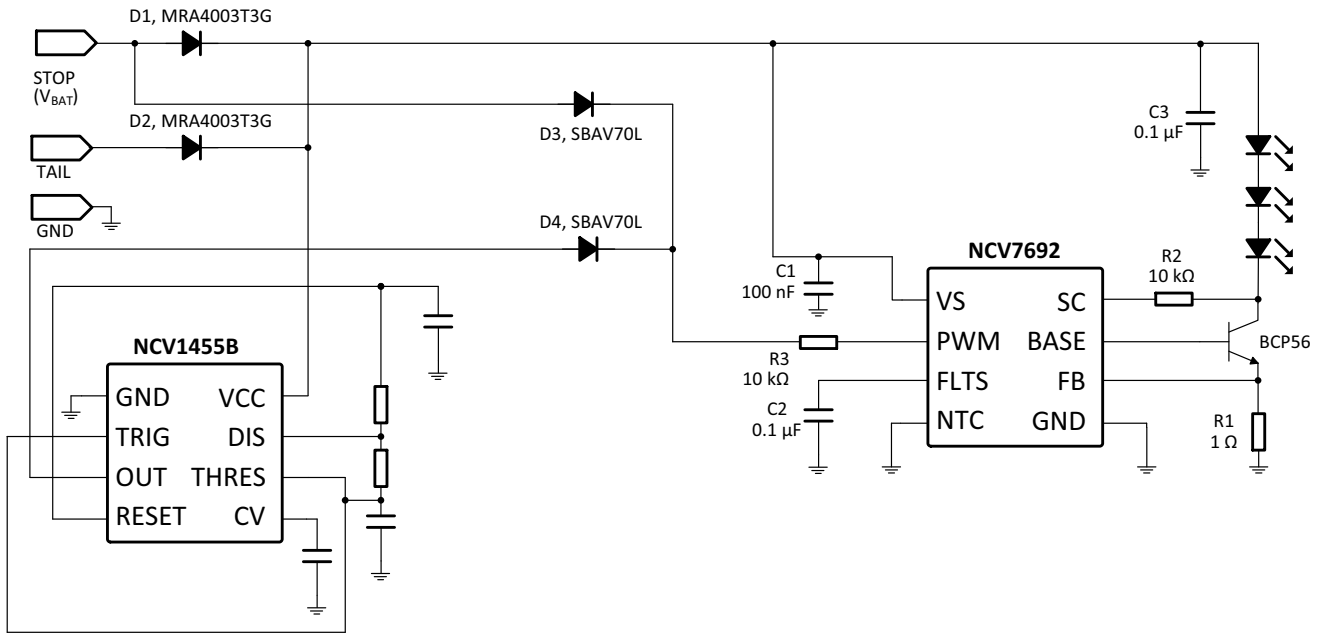 D1, MRA4003T3G
STOP
(VBAT)
D2, MRA4003T3G
TAIL
GND
D3, SBAV70L
D4, SBAV70L
C3
0.1 µF
NCV7692
C1
100 nF
R2
10 kΩ
VS
SC
PWM
BASE
BCP56
R3
10 kΩ
FLTS
FB
C2
0.1 µF
NTC
GND
R1
1 Ω
NCV1455B
GND
VCC
TRIG
DIS
OUT
THRES
RESET
CV